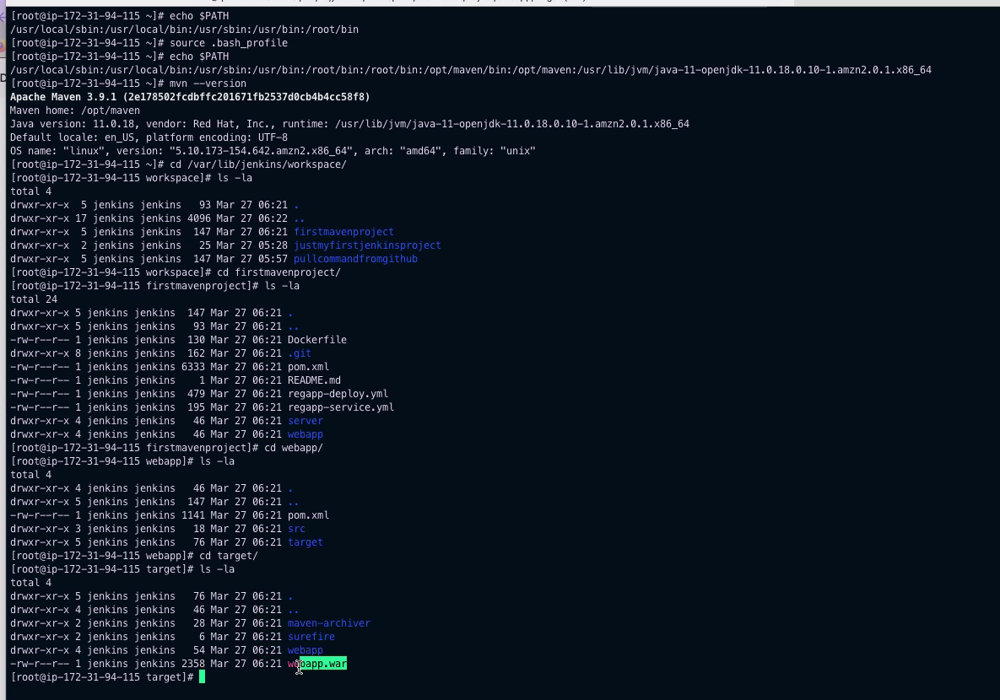 [root@ip-172-31-94-115 ~]# echo $PATH
/usr/local/sbin:/usr/local/bin:/usr/sbin:/usr/bin:/root/bin
[root@ip-172-31-94-115 ~]# source .bash_profile
[root@ip-172-31-94-115 ~]# echo $PATH
/usr/local/sbin:/usr/local/bin:/usr/sbin:/usr/bin:/root/bin:/root/bin:/opt/maven/bin:/opt/maven:/usr/lib/jvm/java-11-openjdk-11.0.18.0.10-1.amzn2.0.1.x86_64
[root@ip-172-31-94-115 ~]# mvn --version
Apache Maven 3.9.1 (2e178502fcdbffc201671fb2537d0cb4b4cc58f8)
Maven home: /opt/maven
Java version: 11.0.18, vendor: Red Hat, Inc., runtime: /usr/lib/jvm/java-11-openjdk-11.0.18.0.10-1.amzn2.0.1.x86_64
Default locale: en_US, platform encoding: UTF-8
OS name: "linux", version: "5.10.173-154.642.amzn2.x86_64", arch: "amd64", family: "unix"
[root@ip-172-31-94-115 ~]# cd /var/lib/jenkins/workspace/
[root@ip-172-31-94-115 workspace]# ls -la
total 4
drwxr-xr-x  5 jenkins jenkins   93 Mar 27 06:21 .
drwxr-xr-x 17 jenkins jenkins 4096 Mar 27 06:22 ..
drwxr-xr-x  5 jenkins jenkins  147 Mar 27 06:21 firstmavenproject
drwxr-xr-x  2 jenkins jenkins   25 Mar 27 05:28 justmyfirstjenkinsproject
drwxr-xr-x  5 jenkins jenkins  147 Mar 27 05:57 pullcommandfromgithub
[root@ip-172-31-94-115 workspace]# cd firstmavenproject/
[root@ip-172-31-94-115 firstmavenproject]# ls -la
total 24
drwxr-xr-x 5 jenkins jenkins  147 Mar 27 06:21 .
drwxr-xr-x 5 jenkins jenkins   93 Mar 27 06:21 ..
-rw-r--r-- 1 jenkins jenkins  130 Mar 27 06:21 Dockerfile
drwxr-xr-x 8 jenkins jenkins  162 Mar 27 06:21 .git
-rw-r--r-- 1 jenkins jenkins 6333 Mar 27 06:21 pom.xml
-rw-r--r-- 1 jenkins jenkins    1 Mar 27 06:21 README.md
-rw-r--r-- 1 jenkins jenkins  479 Mar 27 06:21 regapp-deploy.yml
-rw-r--r-- 1 jenkins jenkins  195 Mar 27 06:21 regapp-service.yml
drwxr-xr-x 4 jenkins jenkins   46 Mar 27 06:21 server
drwxr-xr-x 4 jenkins jenkins   46 Mar 27 06:21 webapp
[root@ip-172-31-94-115 firstmavenproject]# cd webapp/
[root@ip-172-31-94-115 webapp]# ls -la
total 4
drwxr-xr-x 4 jenkins jenkins   46 Mar 27 06:21 .
drwxr-xr-x 5 jenkins jenkins  147 Mar 27 06:21 ..
-rw-r--r-- 1 jenkins jenkins 1141 Mar 27 06:21 pom.xml
drwxr-xr-x 3 jenkins jenkins   18 Mar 27 06:21 src
drwxr-xr-x 5 jenkins jenkins   76 Mar 27 06:21 target
[root@ip-172-31-94-115 webapp]# cd target/
[root@ip-172-31-94-115 target]# ls -la
total 4
drwxr-xr-x 5 jenkins jenkins   76 Mar 27 06:21 .
drwxr-xr-x 4 jenkins jenkins   46 Mar 27 06:21 ..
drwxr-xr-x 2 jenkins jenkins   28 Mar 27 06:21 maven-archiver
drwxr-xr-x 2 jenkins jenkins    6 Mar 27 06:21 surefire
drwxr-xr-x 4 jenkins jenkins   54 Mar 27 06:21 webapp
-rw-r--r-- 1 jenkins jenkins 2358 Mar 27 06:21 webapp.war
[root@ip-172-31-94-115 target]#